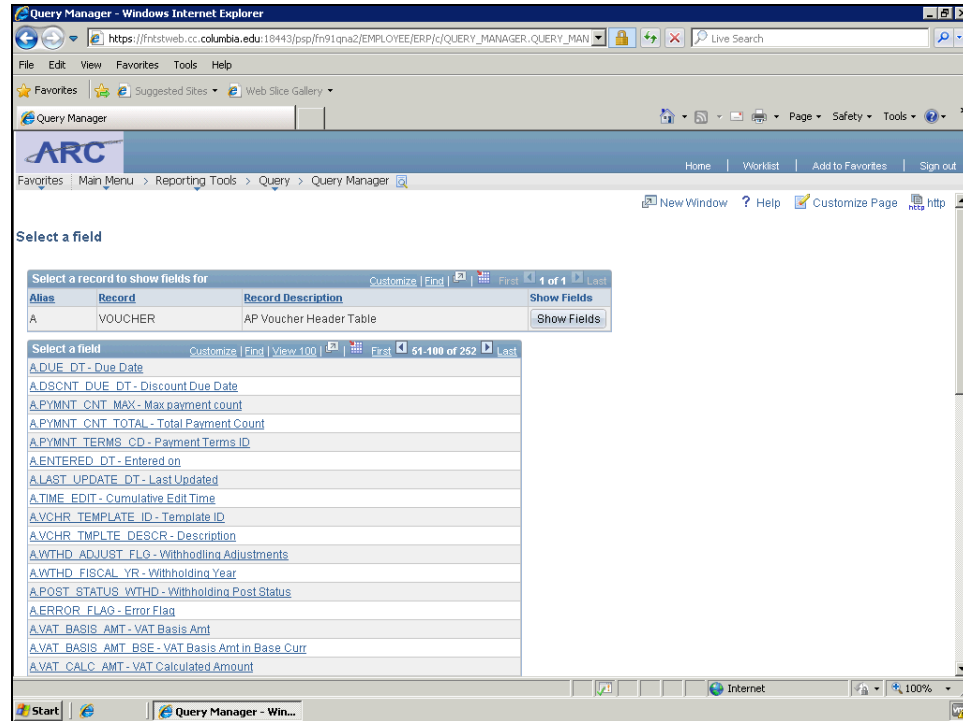 Query Manager - Windows Internet Explorer
https://fntstweb.cc.columbia.edu:18443/psp/fn91qna2/EMPLOYEE/ERP/c/QUERY_MANAGER.QUERY_MAN
Live Search
File Edit View Favorites Tools Help
Favorites Suggested Sites Web Slice Gallery
Query Manager
Page Safety Tools
ARC
Home | Worklist | Add to Favorites | Sign out
Favorites Main Menu > Reporting Tools > Query > Query Manager
New Window ? Help Customize Page http
Select a field
Select a record to show fields for Customize | Find | First 1 of 1 Last
Alias Record Record Description Show Fields
A VOUCHER AP Voucher Header Table Show Fields
Select a field Customize | Find | View 100 | First 51-100 of 252 Last
A.DUE_DT - Due Date
A.DSCNT_DUE_DT - Discount Due Date
A.PYMNT_CNT_MAX - Max payment count
A.PYMNT_CNT_TOTAL - Total Payment Count
A.PYMNT_TERMS_CD - Payment Terms ID
A.ENTERED_DT - Entered on
A.LAST_UPDATE_DT - Last Updated
A.TIME_EDIT - Cumulative Edit Time
A.VCHR_TEMPLATE_ID - Template ID
A.VCHR_TMPLTE_DESCR - Description
A.WTHD_ADJUST_FLG - Withhodling Adjustments
A.WTHD_FISCAL_YR - Withholding Year
A.POST_STATUS_WTHD - Withholding Post Status
A.ERROR_FLAG - Error Flag
A.VAT_BASIS_AMT - VAT Basis Amt
A.VAT_BASIS_AMT_BSE - VAT Basis Amt in Base Curr
A.VAT_CALC_AMT - VAT Calculated Amount
Internet 100%
Start Query Manager - Win...